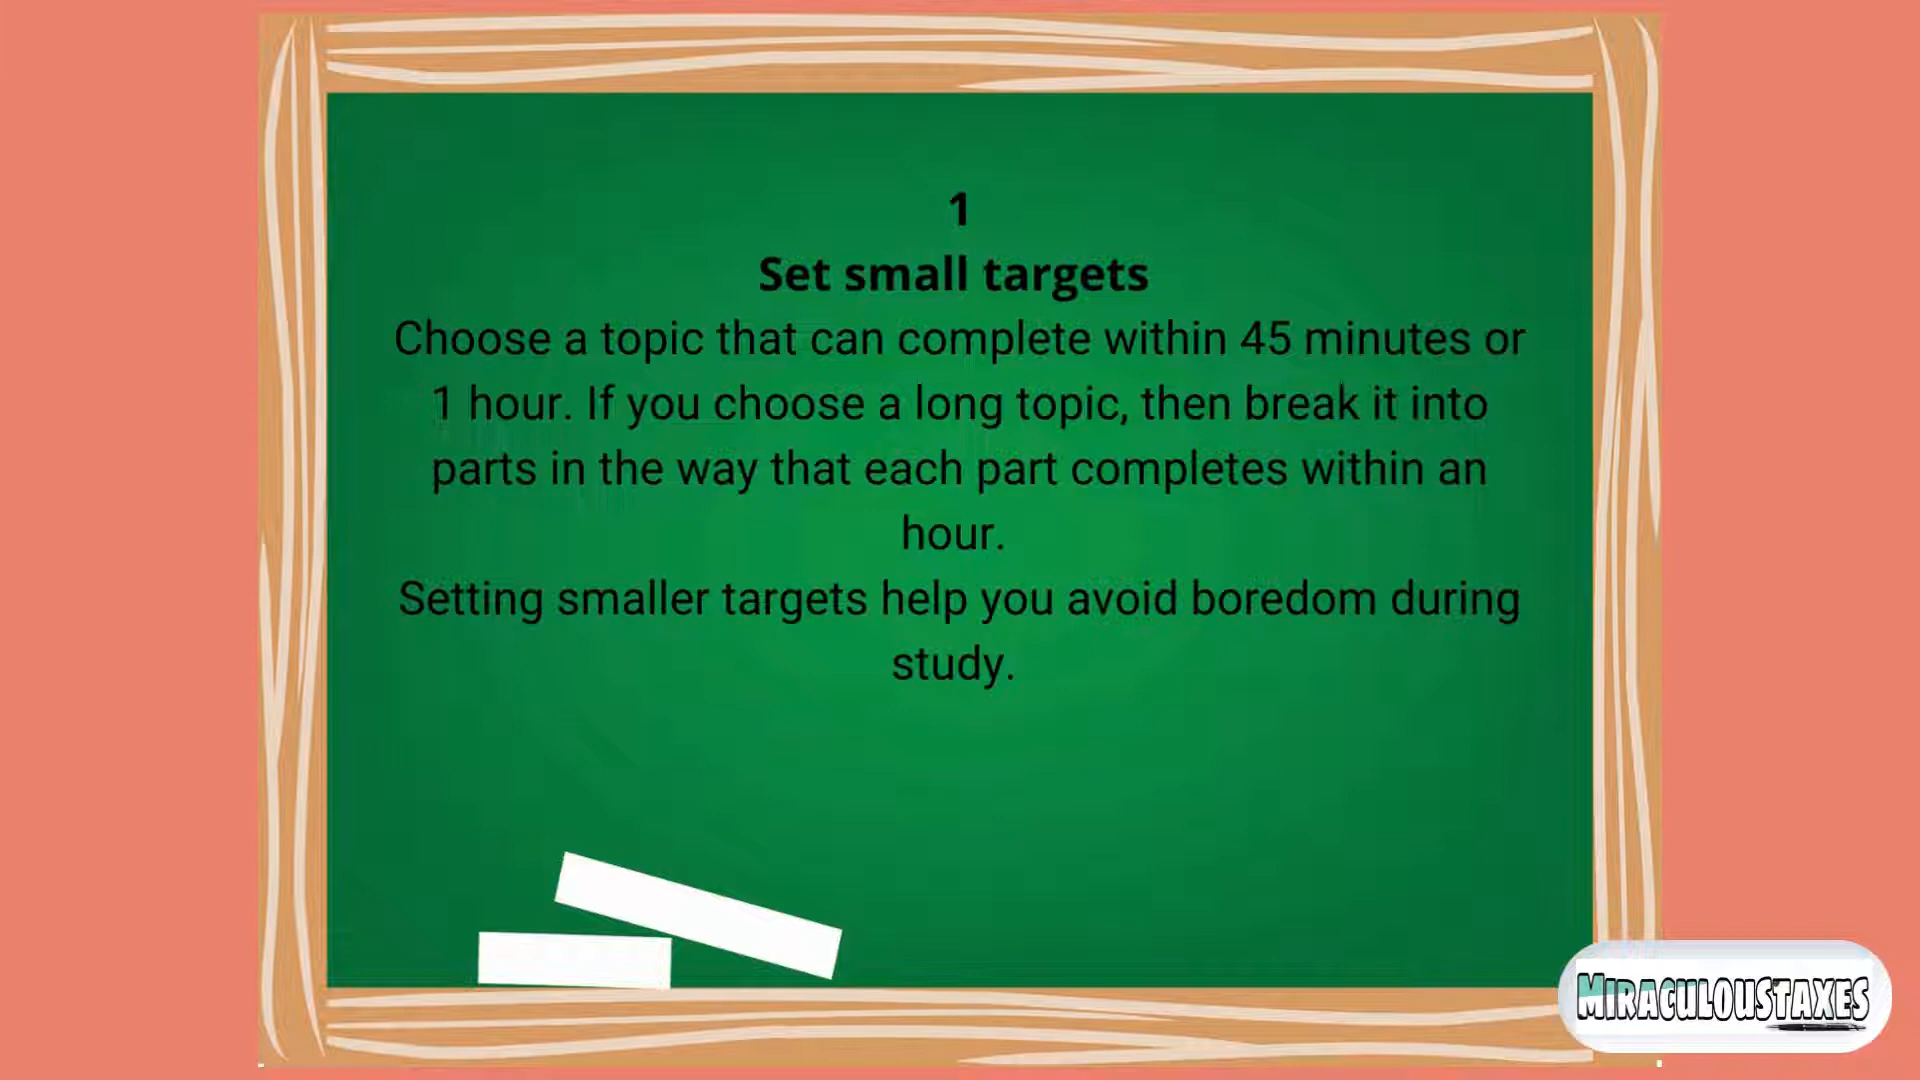 1
Set small targets
Choose a topic that can complete within 45 minutes or
1 hour. If you choose a long topic, then break it into
parts in the way that each part completes within an
hour.
Setting smaller targets help you avoid boredom during
study.
MIRACULOUSTAXES